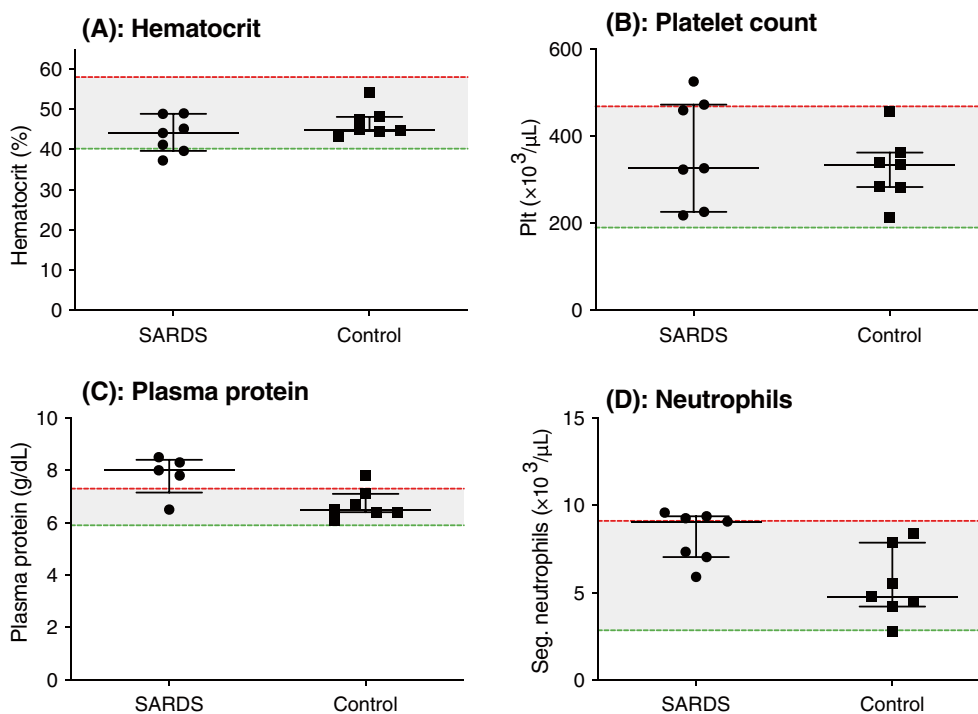 (A): Hematocrit
Hematocrit (%)
60
50
40
30
20
10
0
SARDS Control
(B): Platelet count
Plt (×10³/µL)
600
400
200
0
SARDS Control
(C): Plasma protein
Plasma protein (g/dL)
10
8
6
4
2
0
SARDS Control
(D): Neutrophils
Seg. neutrophils (×10³/µL)
15
10
5
0
SARDS Control